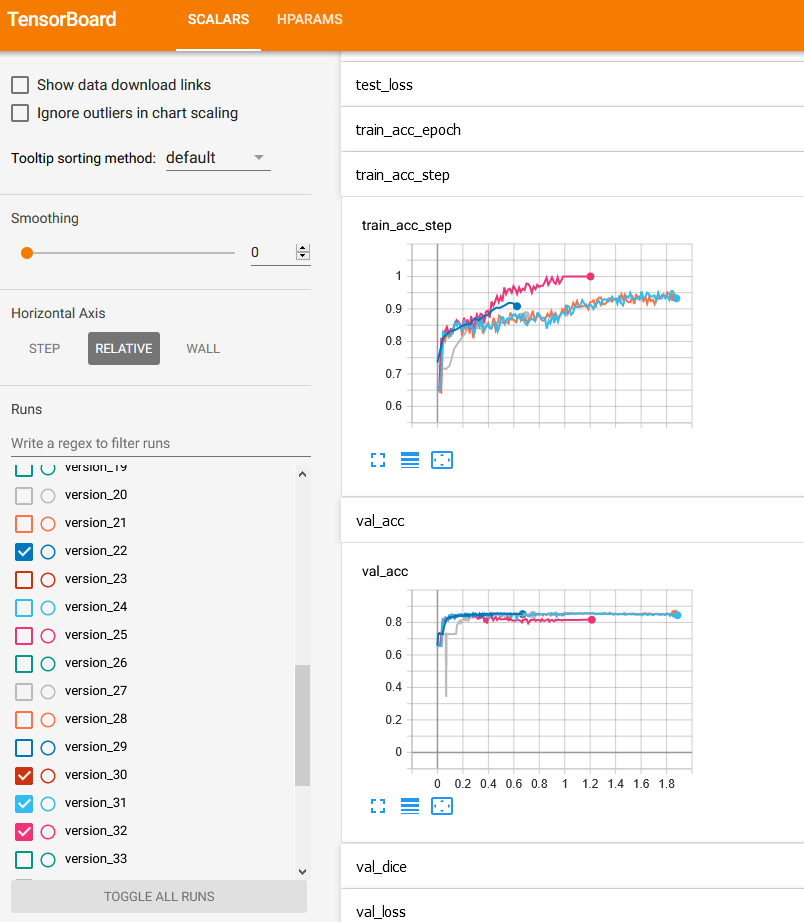 TensorBoard
SCALARS HPARAMS
Show data download links
Ignore outliers in chart scaling
Tooltip sorting method: default
Smoothing
0
Horizontal Axis
STEP RELATIVE WALL
Runs
Write a regex to filter runs
version_19
version_20
version_21
version_22
version_23
version_24
version_25
version_26
version_27
version_28
version_29
version_30
version_31
version_32
version_33
TOGGLE ALL RUNS
test_loss
train_acc_epoch
train_acc_step
train_acc_step
1
0.9
0.8
0.7
0.6
val_acc
val_acc
0.8
0.6
0.4
0.2
0
0 0.2 0.4 0.6 0.8 1 1.2 1.4 1.6 1.8
val_dice
val_loss